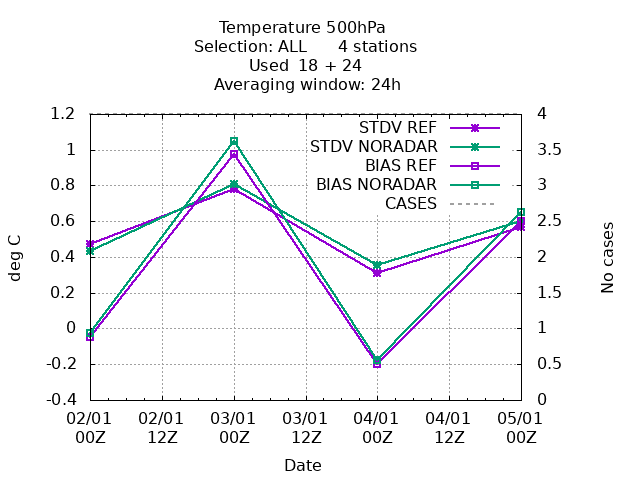 Temperature 500hPa
Selection: ALL      4 stations
Used  18 + 24
Averaging window: 24h
1.2
1
0.8
0.6
0.4
0.2
0
-0.2
-0.4
deg C
STDV REF
STDV NORADAR
BIAS REF
BIAS NORADAR
CASES
4
3.5
3
2.5
2
1.5
1
0.5
0
No cases
02/01 02/01 03/01 03/01 04/01 04/01 05/01
00Z 12Z 00Z 12Z 00Z 12Z 00Z
Date